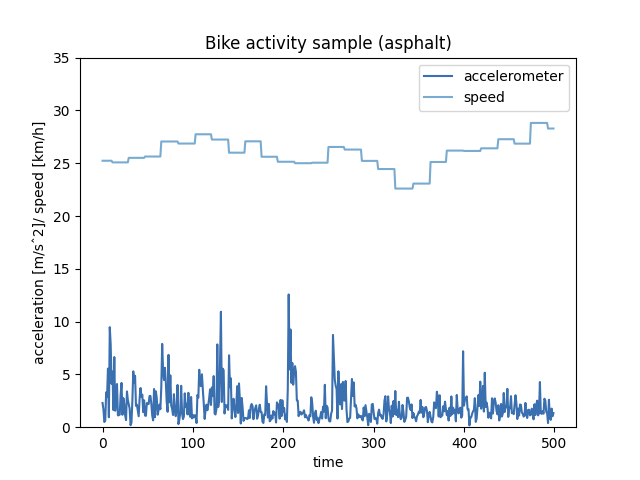 Bike activity sample (asphalt)
accelerometer
speed
acceleration [m/sˆ2]/ speed [km/h]
35
30
25
20
15
10
5
0
0 100 200 300 400 500
time